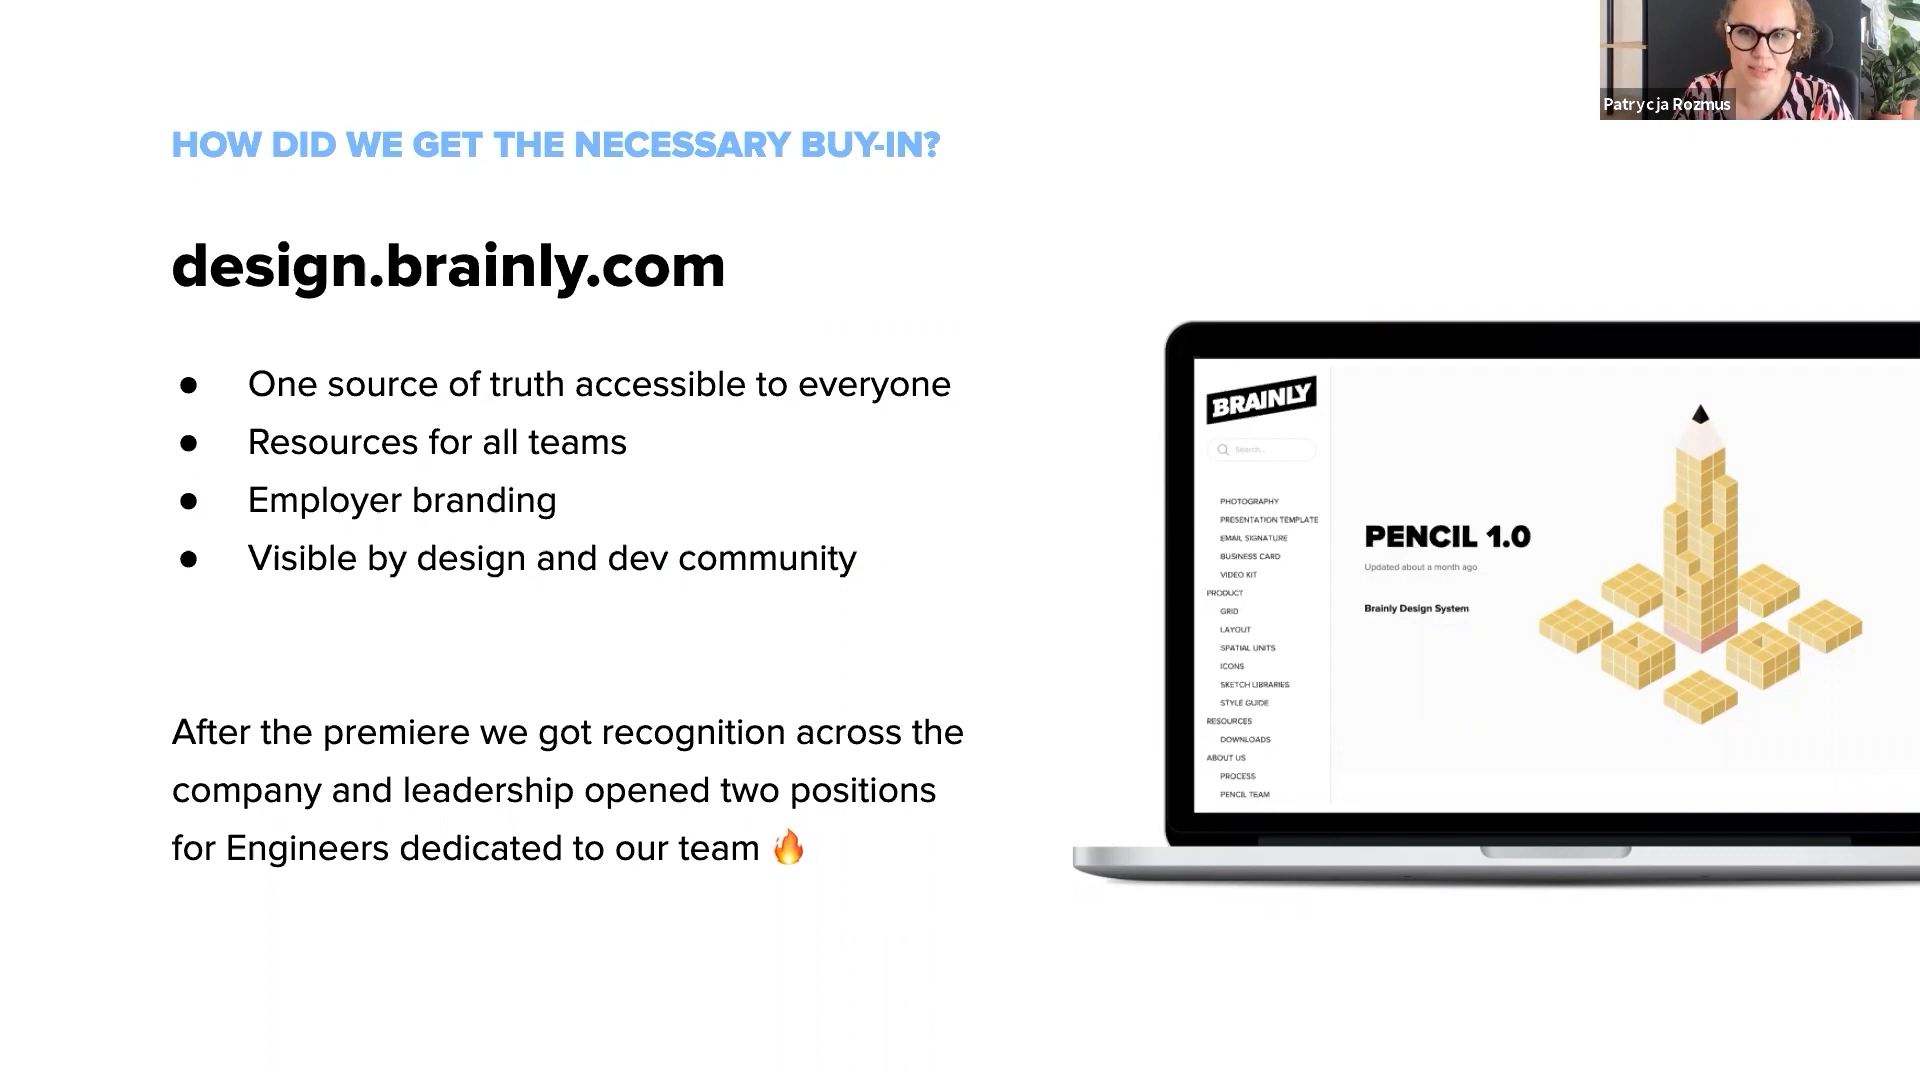 Patrycja Rozmus
HOW DID WE GET THE NECESSARY BUY-IN?
design.brainly.com
● One source of truth accessible to everyone
● Resources for all teams
● Employer branding
● Visible by design and dev community
After the premiere we got recognition across the
company and leadership opened two positions
for Engineers dedicated to our team 🔥
BRAINLY
Search...
PHOTOGRAPHY
PRESENTATION TEMPLATE
EMAIL SIGNATURE
BUSINESS CARD
VIDEO KIT
PRODUCT
GRID
LAYOUT
SPATIAL UNITS
ICONS
SKETCH LIBRARIES
STYLE GUIDE
RESOURCES
DOWNLOADS
ABOUT US
PROCESS
PENCIL TEAM
PENCIL 1.0
Updated about a month ago
Brainly Design System